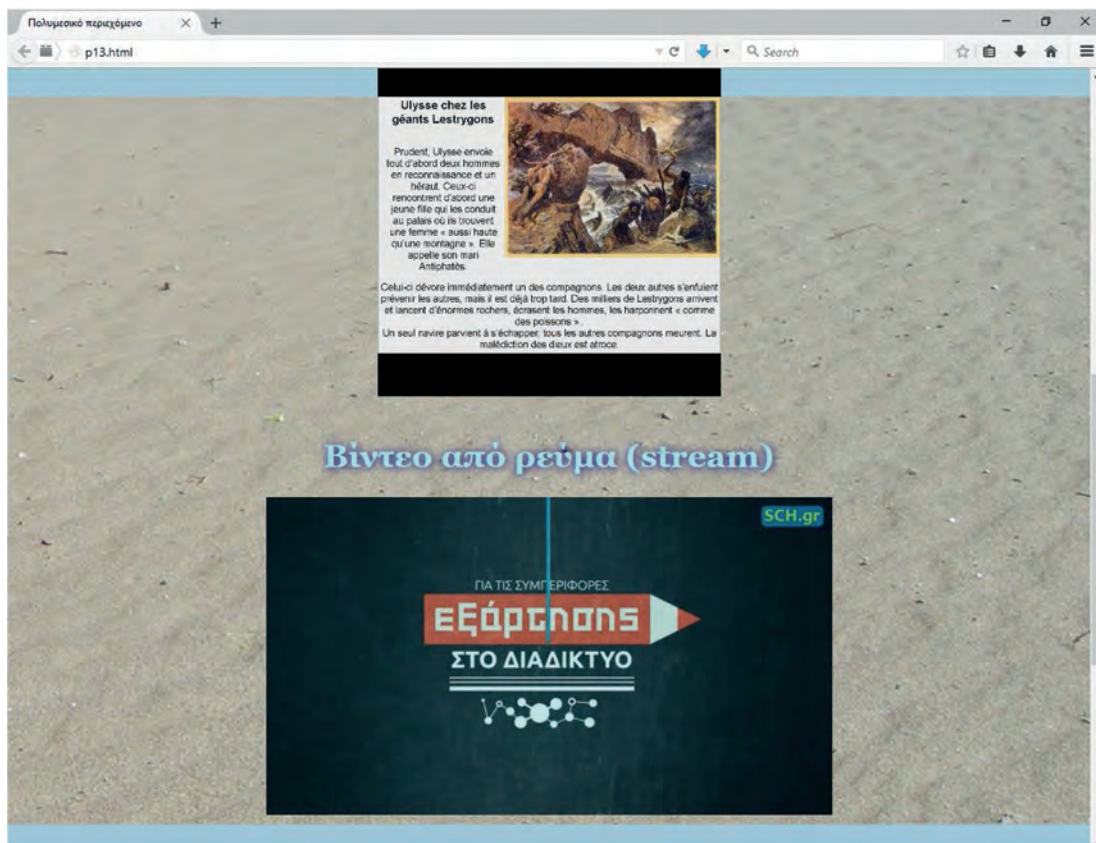 Πολυμεσικό περιεχόμενο
p13.html
Search
Ulysse chez les
géants Lestrygons
Prudent, Ulysse envoie
tout d'abord deux hommes
en reconnaissance et un
héraut. Ceux-ci
rencontrent d'abord une
jeune fille qui les conduit
au palais où ils trouvent
une femme « aussi haute
qu'une montagne ». Elle
appelle son mari
Antiphatès.
Celui-ci dévore immédiatement un des compagnons. Les deux autres s'enfuient
prévenir les autres, mais il est déjà trop tard. Des milliers de Lestrygons arrivent
et lancent d'énormes rochers, écrasent les hommes, les harponnent « comme
des poissons » .
Un seul navire parvient à s'échapper, tous les autres compagnons meurent. La
malédiction des dieux est atroce.
Βίντεο από ρεύμα (stream)
SCH.gr
ΓΙΑ ΤΙΣ ΣΥΜΠΕΡΙΦΟΡΕΣ
εξάρτησης
ΣΤΟ ΔΙΑΔΙΚΤΥΟ